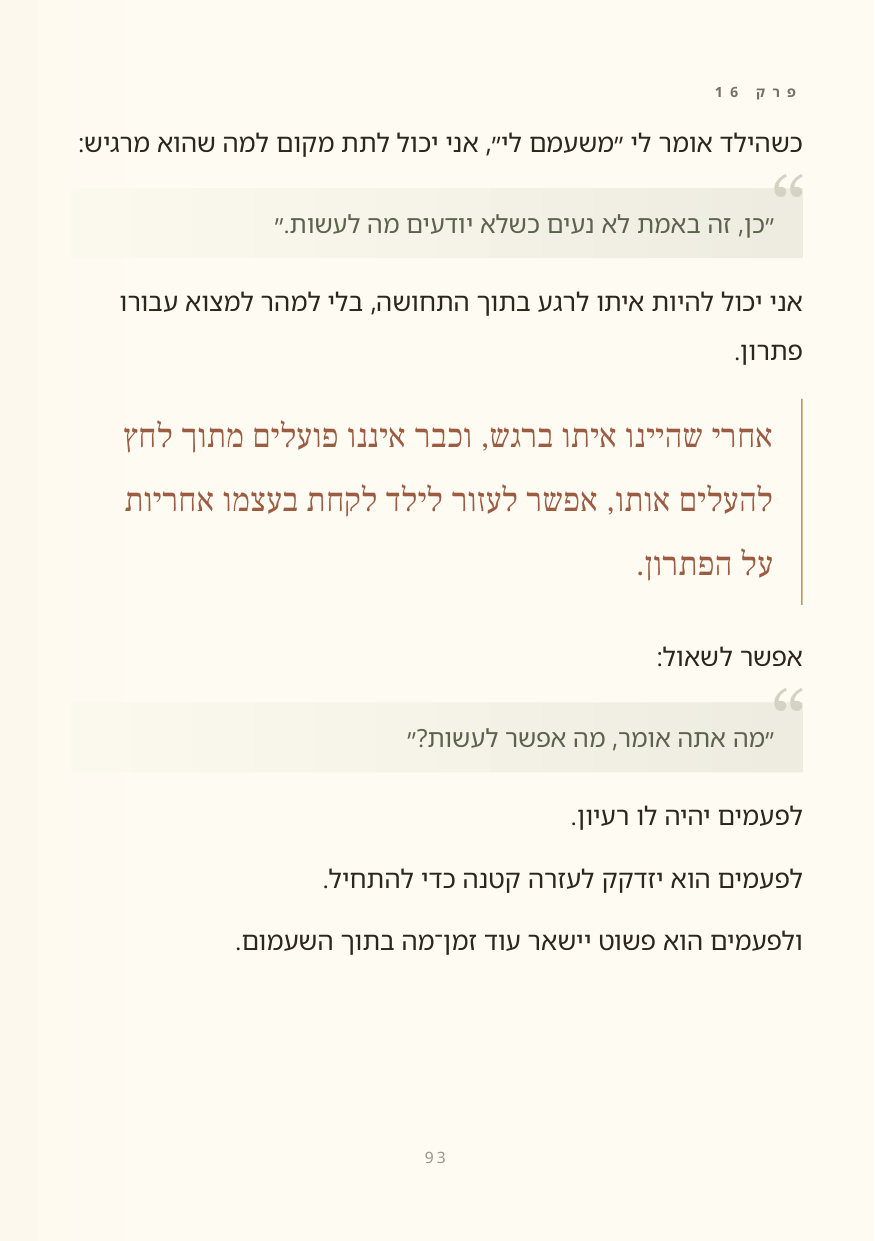 פרק 16
כשהילד אומר לי ״משעמם לי״, אני יכול לתת מקום למה שהוא מרגיש:
“
״כן, זה באמת לא נעים כשלא יודעים מה לעשות.״
אני יכול להיות איתו לרגע בתוך התחושה, בלי למהר למצוא עבורו
פתרון.
אחרי שהיינו איתו ברגש, וכבר איננו פועלים מתוך לחץ
להעלים אותו, אפשר לעזור לילד לקחת בעצמו אחריות
על הפתרון.
אפשר לשאול:
“
״מה אתה אומר, מה אפשר לעשות?״
לפעמים יהיה לו רעיון.
לפעמים הוא יזדקק לעזרה קטנה כדי להתחיל.
ולפעמים הוא פשוט יישאר עוד זמן־מה בתוך השעמום.
93